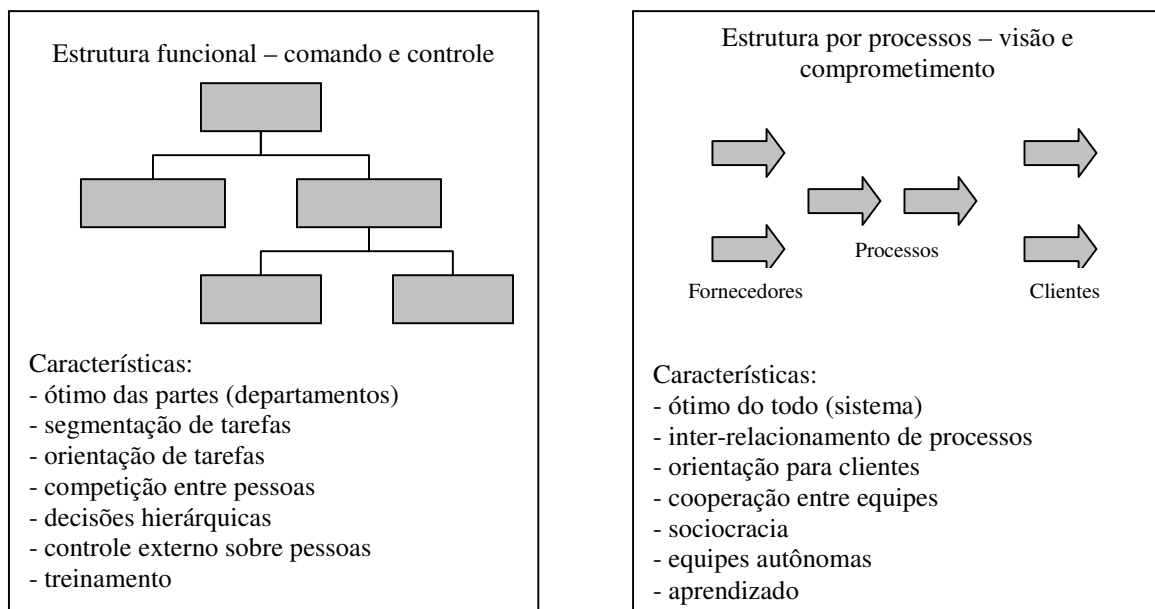 Estrutura funcional – comando e controle
Características:
- ótimo das partes (departamentos)
- segmentação de tarefas
- orientação de tarefas
- competição entre pessoas
- decisões hierárquicas
- controle externo sobre pessoas
- treinamento
Estrutura por processos – visão e
comprometimento
Processos
Fornecedores
Clientes
Características:
- ótimo do todo (sistema)
- inter-relacionamento de processos
- orientação para clientes
- cooperação entre equipes
- sociocracia
- equipes autônomas
- aprendizado